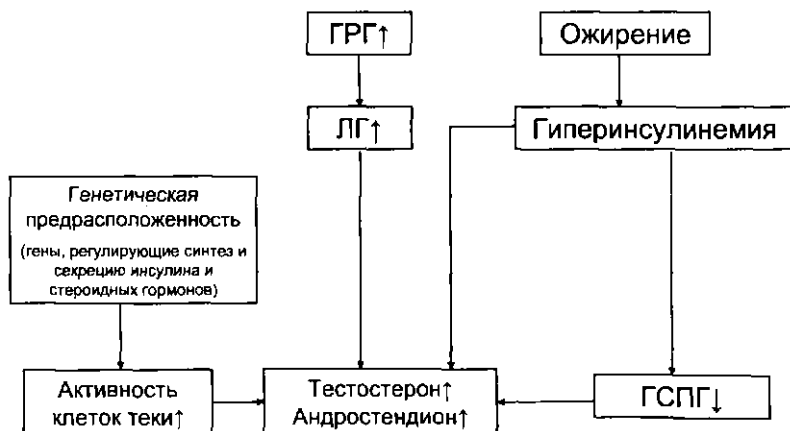 ГРГ↑
Ожирение
ЛГ↑
Гиперинсулинемия
Генетическая
предрасположенность
(гены, регулирующие синтез и
секрецию инсулина и
стероидных гормонов)
Активность
клеток теки↑
Тестостерон↑
Андростендион↑
ГСПГ↓